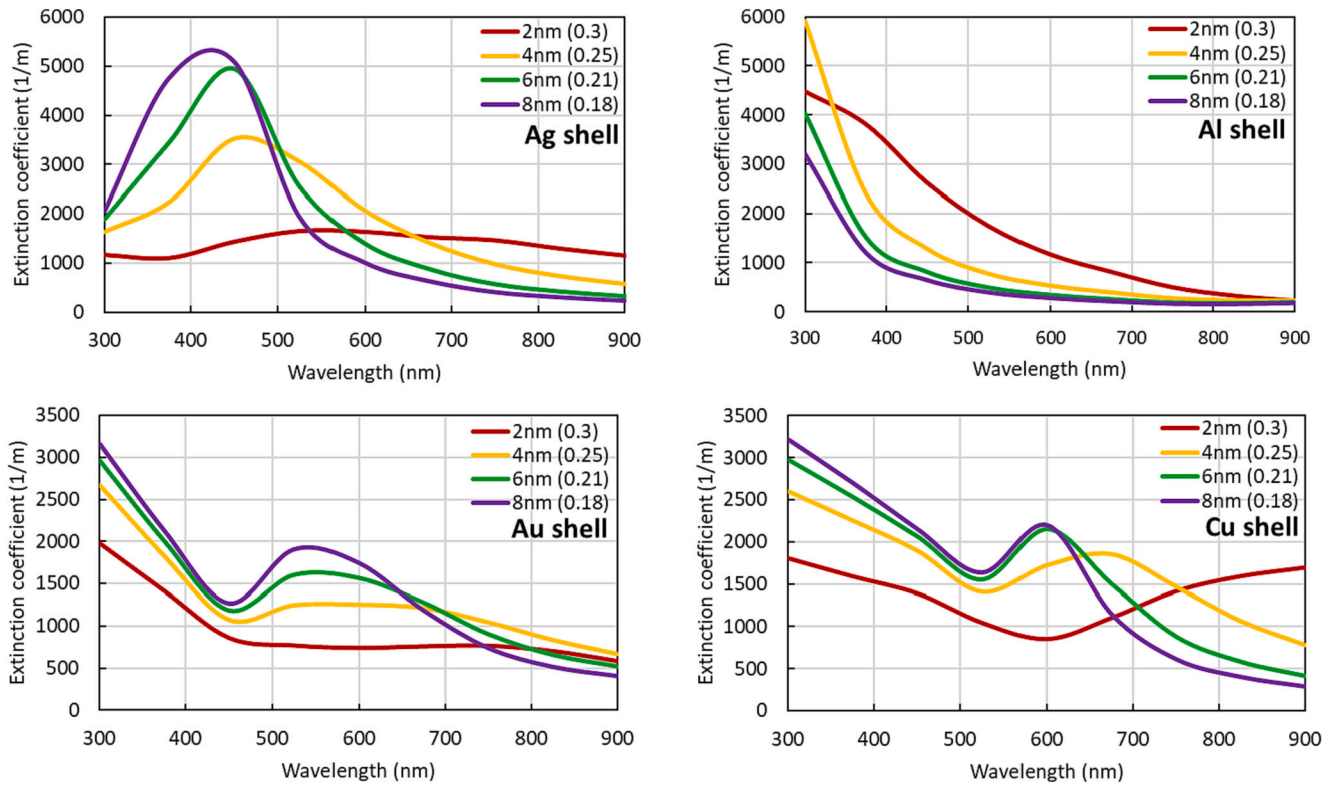 6000
5000
4000
3000
2000
1000
0
Extinction coefficient (1/m)
2nm (0.3)
4nm (0.25)
6nm (0.21)
8nm (0.18)
Ag shell
300 400 500 600 700 800 900
Wavelength (nm)
6000
5000
4000
3000
2000
1000
0
Extinction coefficient (1/m)
2nm (0.3)
4nm (0.25)
6nm (0.21)
8nm (0.18)
Al shell
300 400 500 600 700 800 900
Wavelength (nm)
3500
3000
2500
2000
1500
1000
500
0
Extinction coefficient (1/m)
2nm (0.3)
4nm (0.25)
6nm (0.21)
8nm (0.18)
Au shell
300 400 500 600 700 800 900
Wavelength (nm)
3500
3000
2500
2000
1500
1000
500
0
Extinction coefficient (1/m)
2nm (0.3)
4nm (0.25)
6nm (0.21)
8nm (0.18)
Cu shell
300 400 500 600 700 800 900
Wavelength (nm)